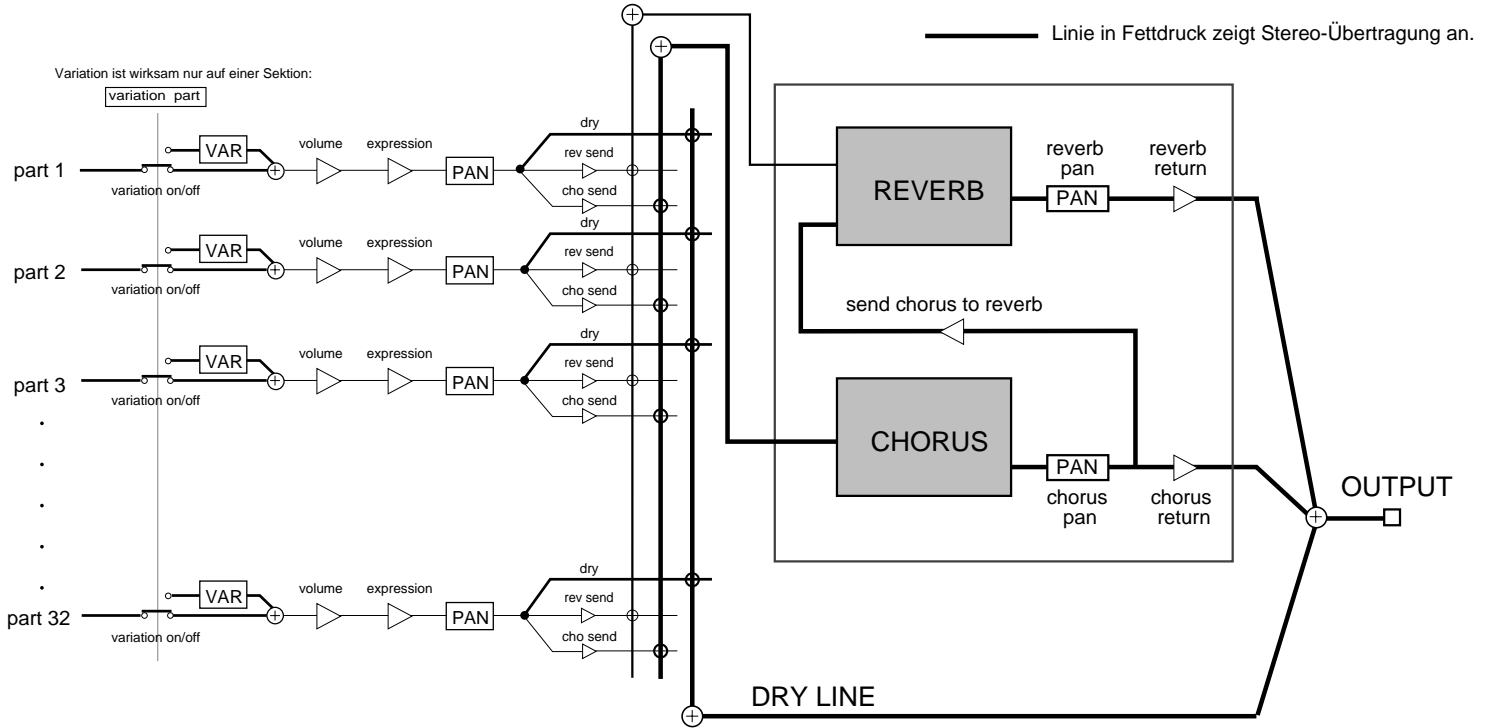 Linie in Fettdruck zeigt Stereo-Übertragung an.
Variation ist wirksam nur auf einer Sektion:
variation part
part 1
VAR
variation on/off
volume
expression
PAN
dry
rev send
cho send
part 2
VAR
variation on/off
volume
expression
PAN
dry
rev send
cho send
part 3
VAR
variation on/off
volume
expression
PAN
dry
rev send
cho send
part 32
VAR
variation on/off
volume
expression
PAN
dry
rev send
cho send
REVERB
reverb
pan
PAN
reverb
return
send chorus to reverb
CHORUS
PAN
chorus
pan
chorus
return
OUTPUT
DRY LINE